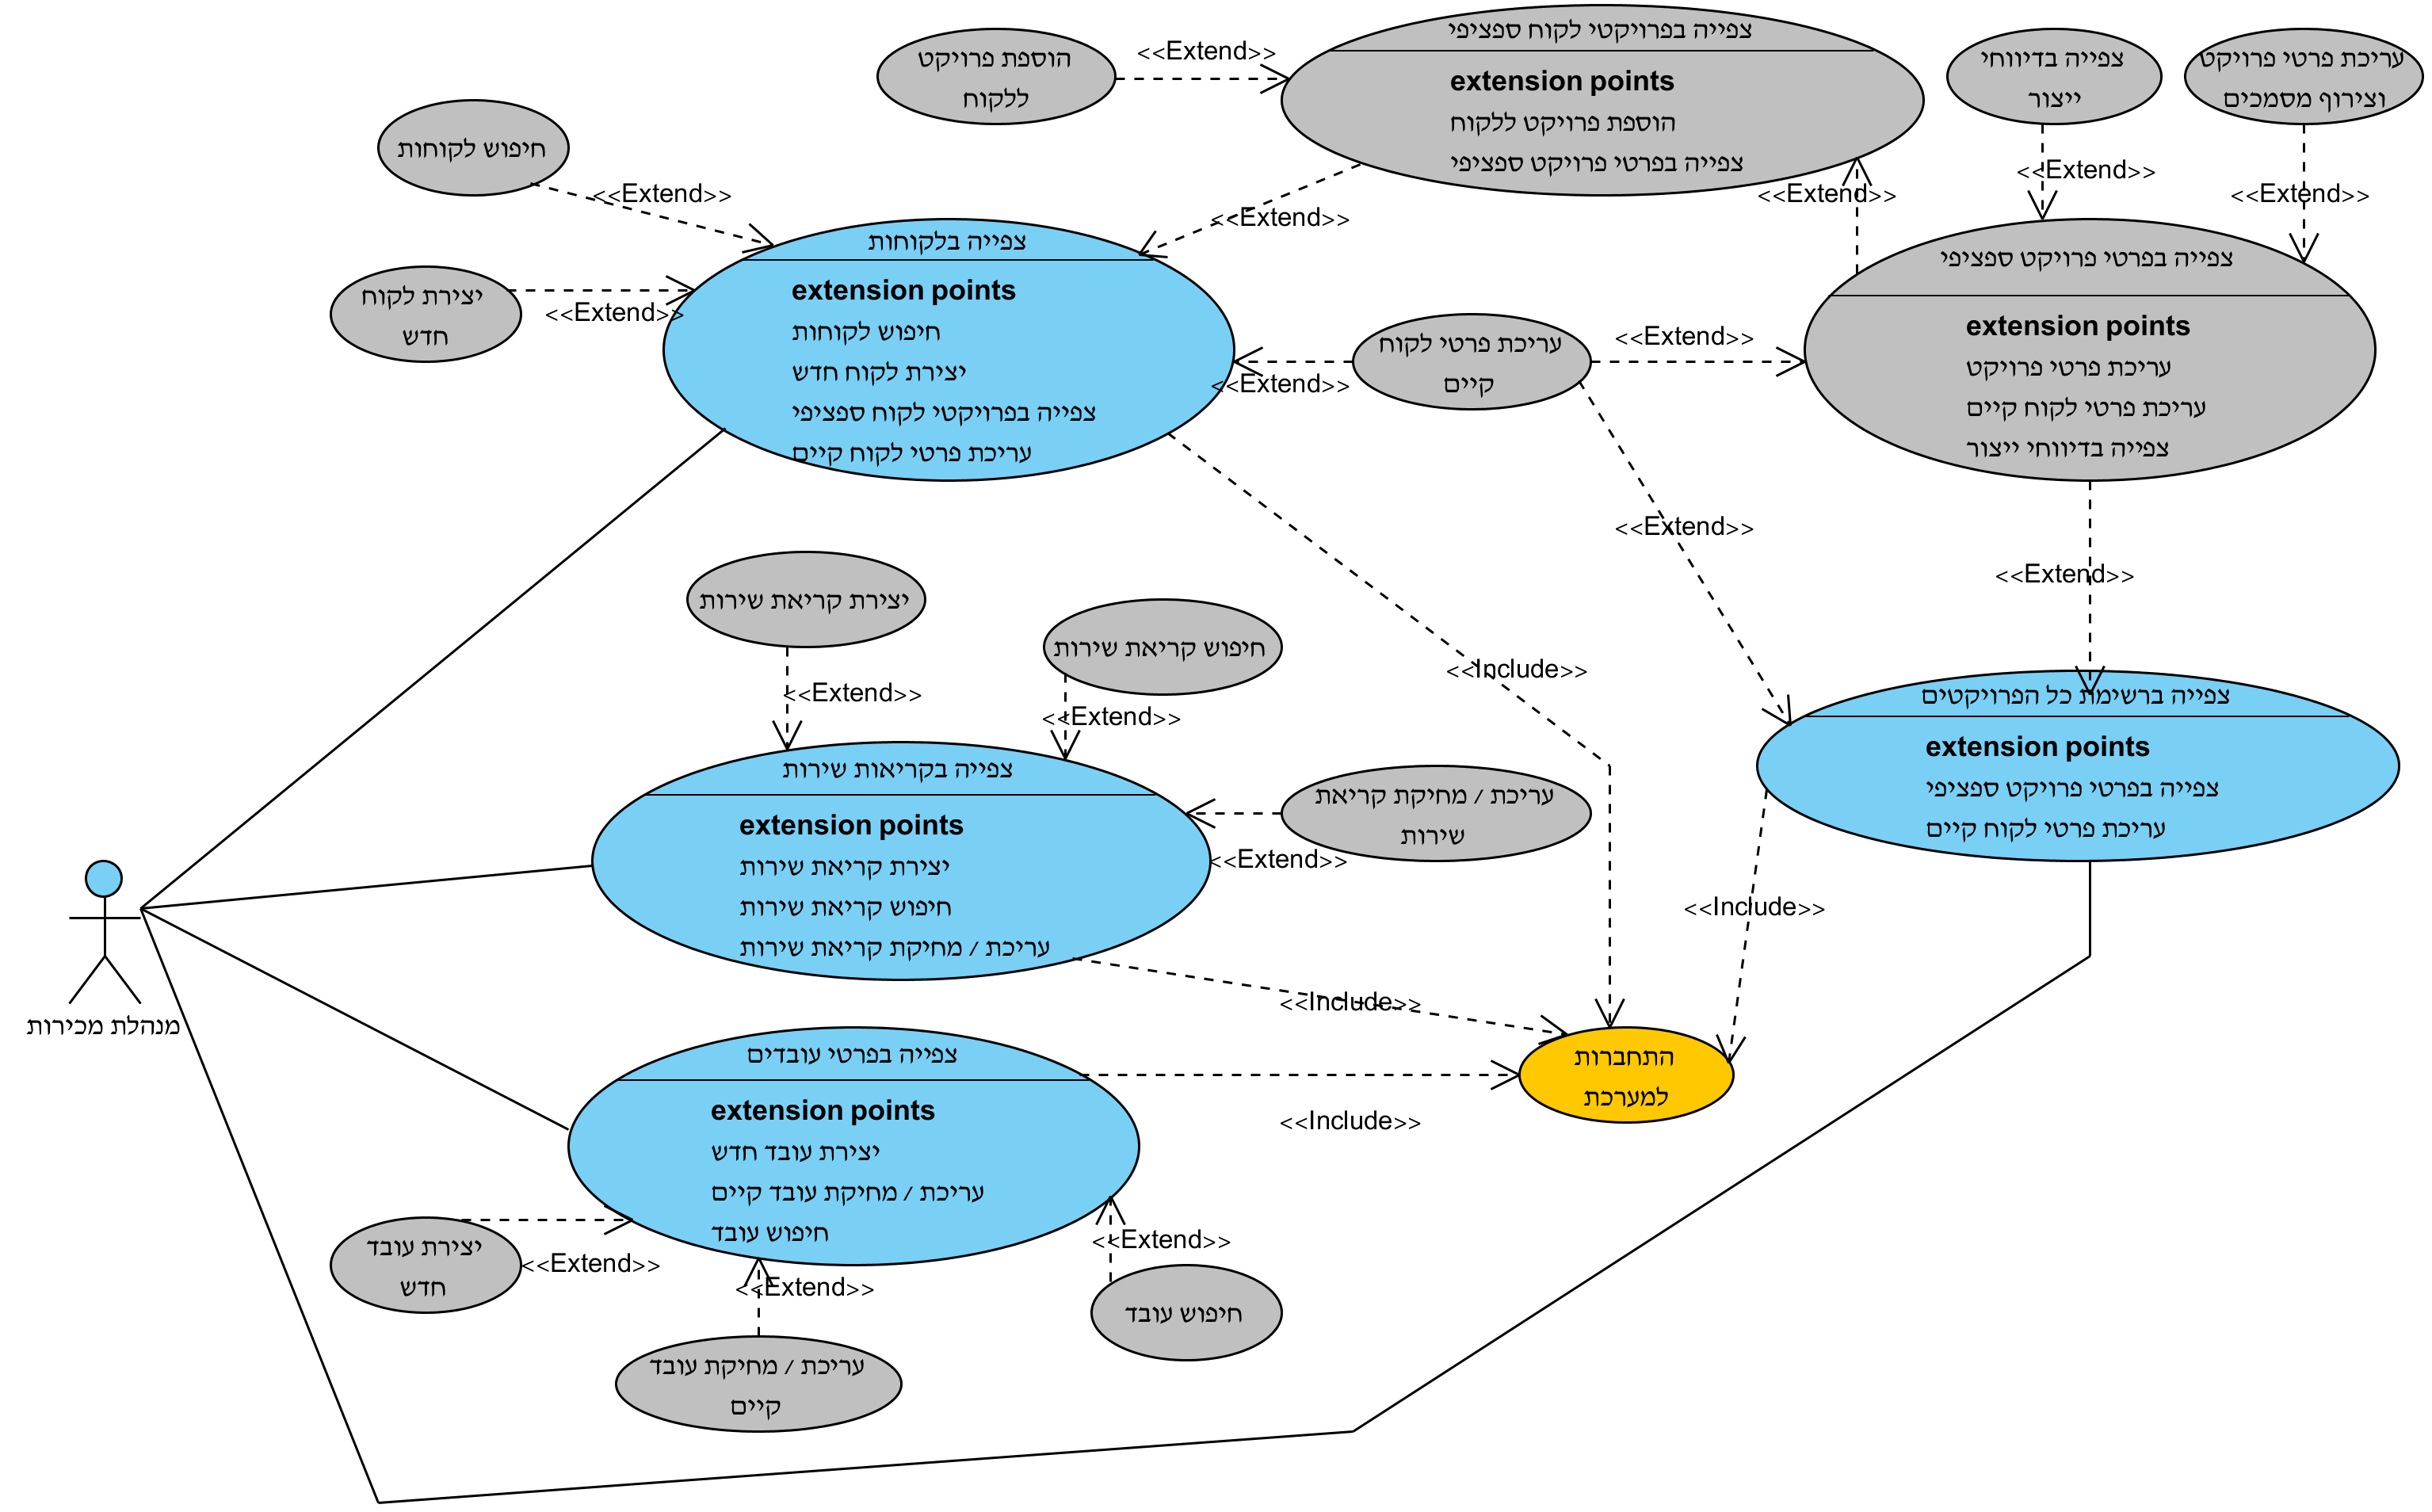 צפייה בפרויקטי לקוח ספציפי
extension points
הוספת פרויקט ללקוח
צפייה בפרטי פרויקט ספציפי
הוספת פרויקט
ללקוח
<<Extend>>
צפייה בדיווחי
ייצור
<<Extend>>
עריכת פרטי פרויקט
וצירוף מסמכים
<<Extend>>
חיפוש לקוחות
<<Extend>>
<<Extend>>
<<Extend>>
יצירת לקוח
חדש
<<Extend>>
צפייה בלקוחות
extension points
חיפוש לקוחות
יצירת לקוח חדש
צפייה בפרויקטי לקוח ספציפי
עריכת פרטי לקוח קיים
עריכת פרטי לקוח
קיים
<<Extend>>
<<Extend>>
<<Extend>>
צפייה בפרטי פרויקט ספציפי
extension points
עריכת פרטי פרויקט
עריכת פרטי לקוח קיים
צפייה בדיווחי ייצור
<<Extend>>
יצירת קריאת שירות
<<Extend>>
חיפוש קריאת שירות
<<Extend>>
<<Include>>
צפייה ברשימת כל הפרויקטים
extension points
צפייה בפרטי פרויקט ספציפי
עריכת פרטי לקוח קיים
צפייה בקריאות שירות
extension points
יצירת קריאת שירות
חיפוש קריאת שירות
עריכת / מחיקת קריאת שירות
עריכת / מחיקת קריאת
שירות
<<Extend>>
<<Include>>
<<Include>>
מנהלת מכירות
צפייה בפרטי עובדים
extension points
יצירת עובד חדש
עריכת / מחיקת עובד קיים
חיפוש עובד
<<Include>>
התחברות
למערכת
יצירת עובד
חדש
<<Extend>>
<<Extend>>
<<Extend>>
חיפוש עובד
עריכת / מחיקת עובד
קיים